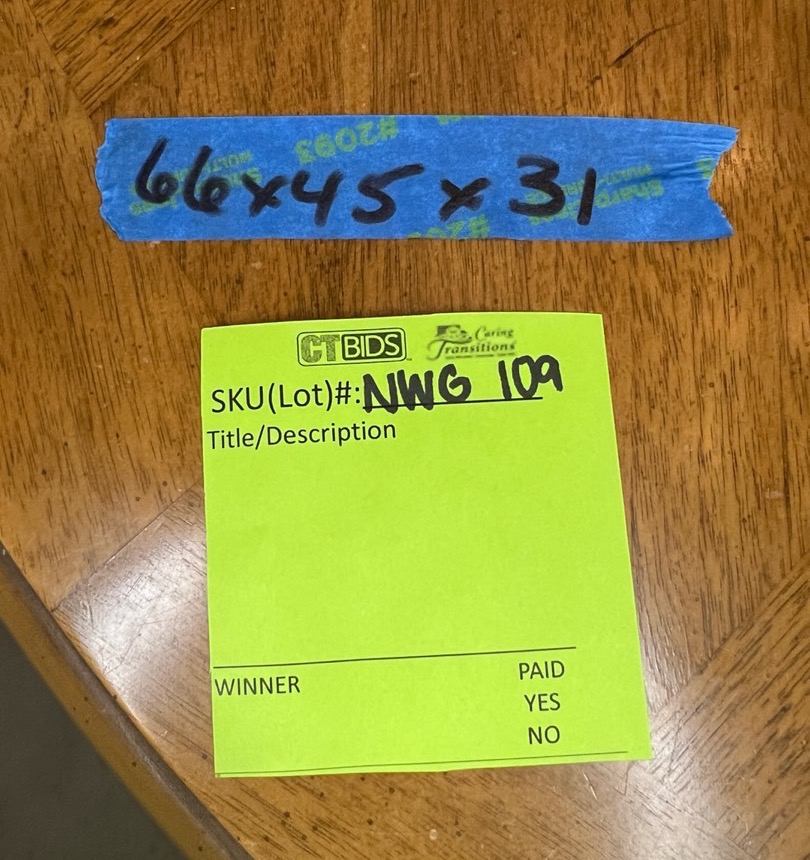 66x45x31
CTBIDS Caring Transitions
SKU(Lot)#: NWG 109
Title/Description
WINNER PAID
YES
NO